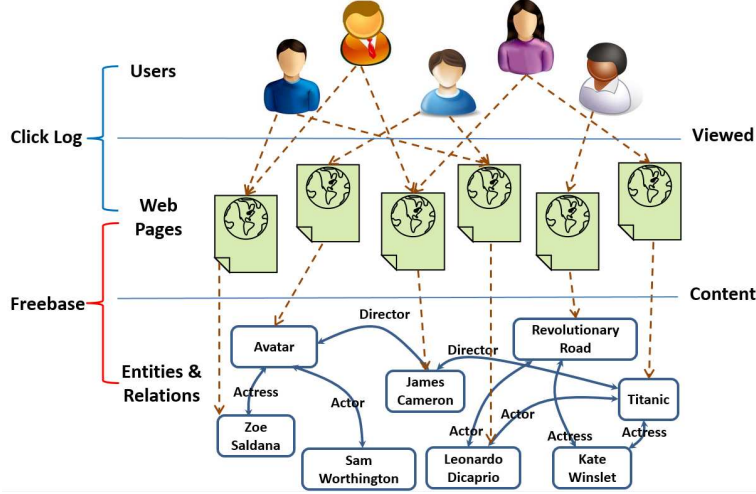 Users
Click Log
Viewed
Web
Pages
Content
Freebase
Director
Revolutionary
Road
Avatar
Director
Entities &
Relations
James
Cameron
Actress
Titanic
Actor
Actor
Zoe
Saldana
Actor
Actress
Actress
Sam
Worthington
Leonardo
Dicaprio
Kate
Winslet